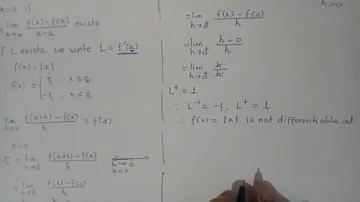 x=a if
lim x→a f(x)-f(a)/x-a exists.
f L exists, we write L = f'(a)
f(x) = |x|
f(x) = { x , x≥0
-x , x<0
lim h→0 f(a+h)-f(a)/h = f'(a)
a=0
lim h→0⁻ f(a+h)-f(a)/h
h→0 h<0
= lim h→0⁻ f(h)-f(0)
= lim h→0⁺ f(h)-f(0)/h
= lim h→0⁺ h-0/h
= lim h→0⁺ h/h
L⁺ = 1
∴ L⁻ = -1, L⁺ = 1
∴ f(x) = |x| is not differentiable at